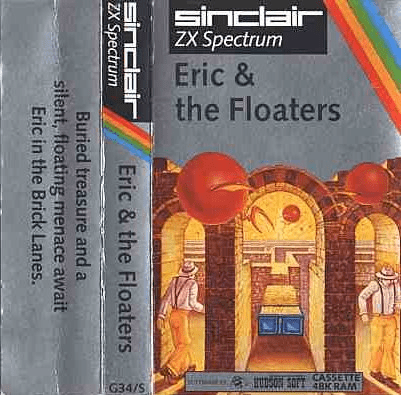 Buried treasure and a
silent, floating menace await
Eric in the Brick Lanes.
sinclair
ZX Spectrum
Eric & the Floaters
G34/S
sinclair
ZX Spectrum
Eric &
the Floaters
HUDSON SOFT
CASSETTE
48K RAM